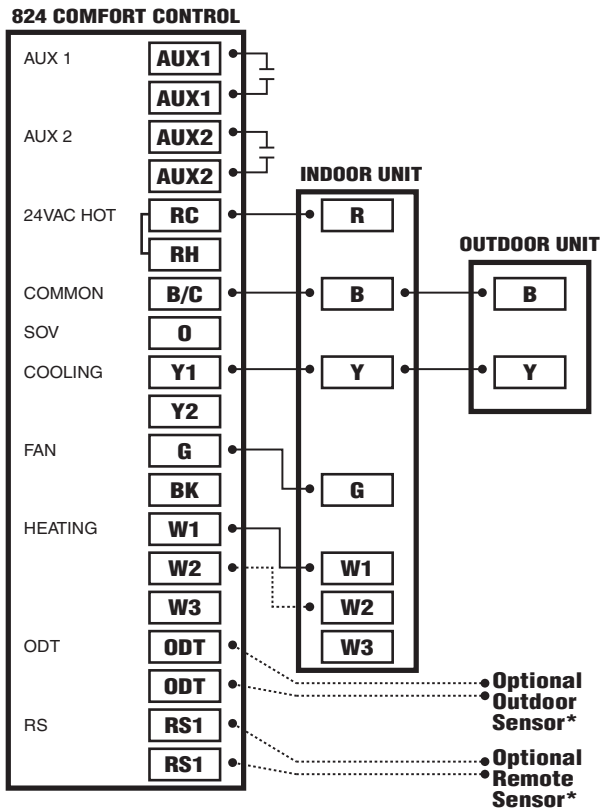 824 COMFORT CONTROL
AUX 1 AUX1
AUX1
AUX 2 AUX2
AUX2
INDOOR UNIT
24VAC HOT RC R
RH
OUTDOOR UNIT
COMMON B/C B B
SOV O
COOLING Y1 Y Y
Y2
FAN G
BK G
HEATING W1
W2 W1
W3 W2
ODT ODT W3
ODT
Optional
Outdoor
Sensor*
RS RS1
RS1
Optional
Remote
Sensor*